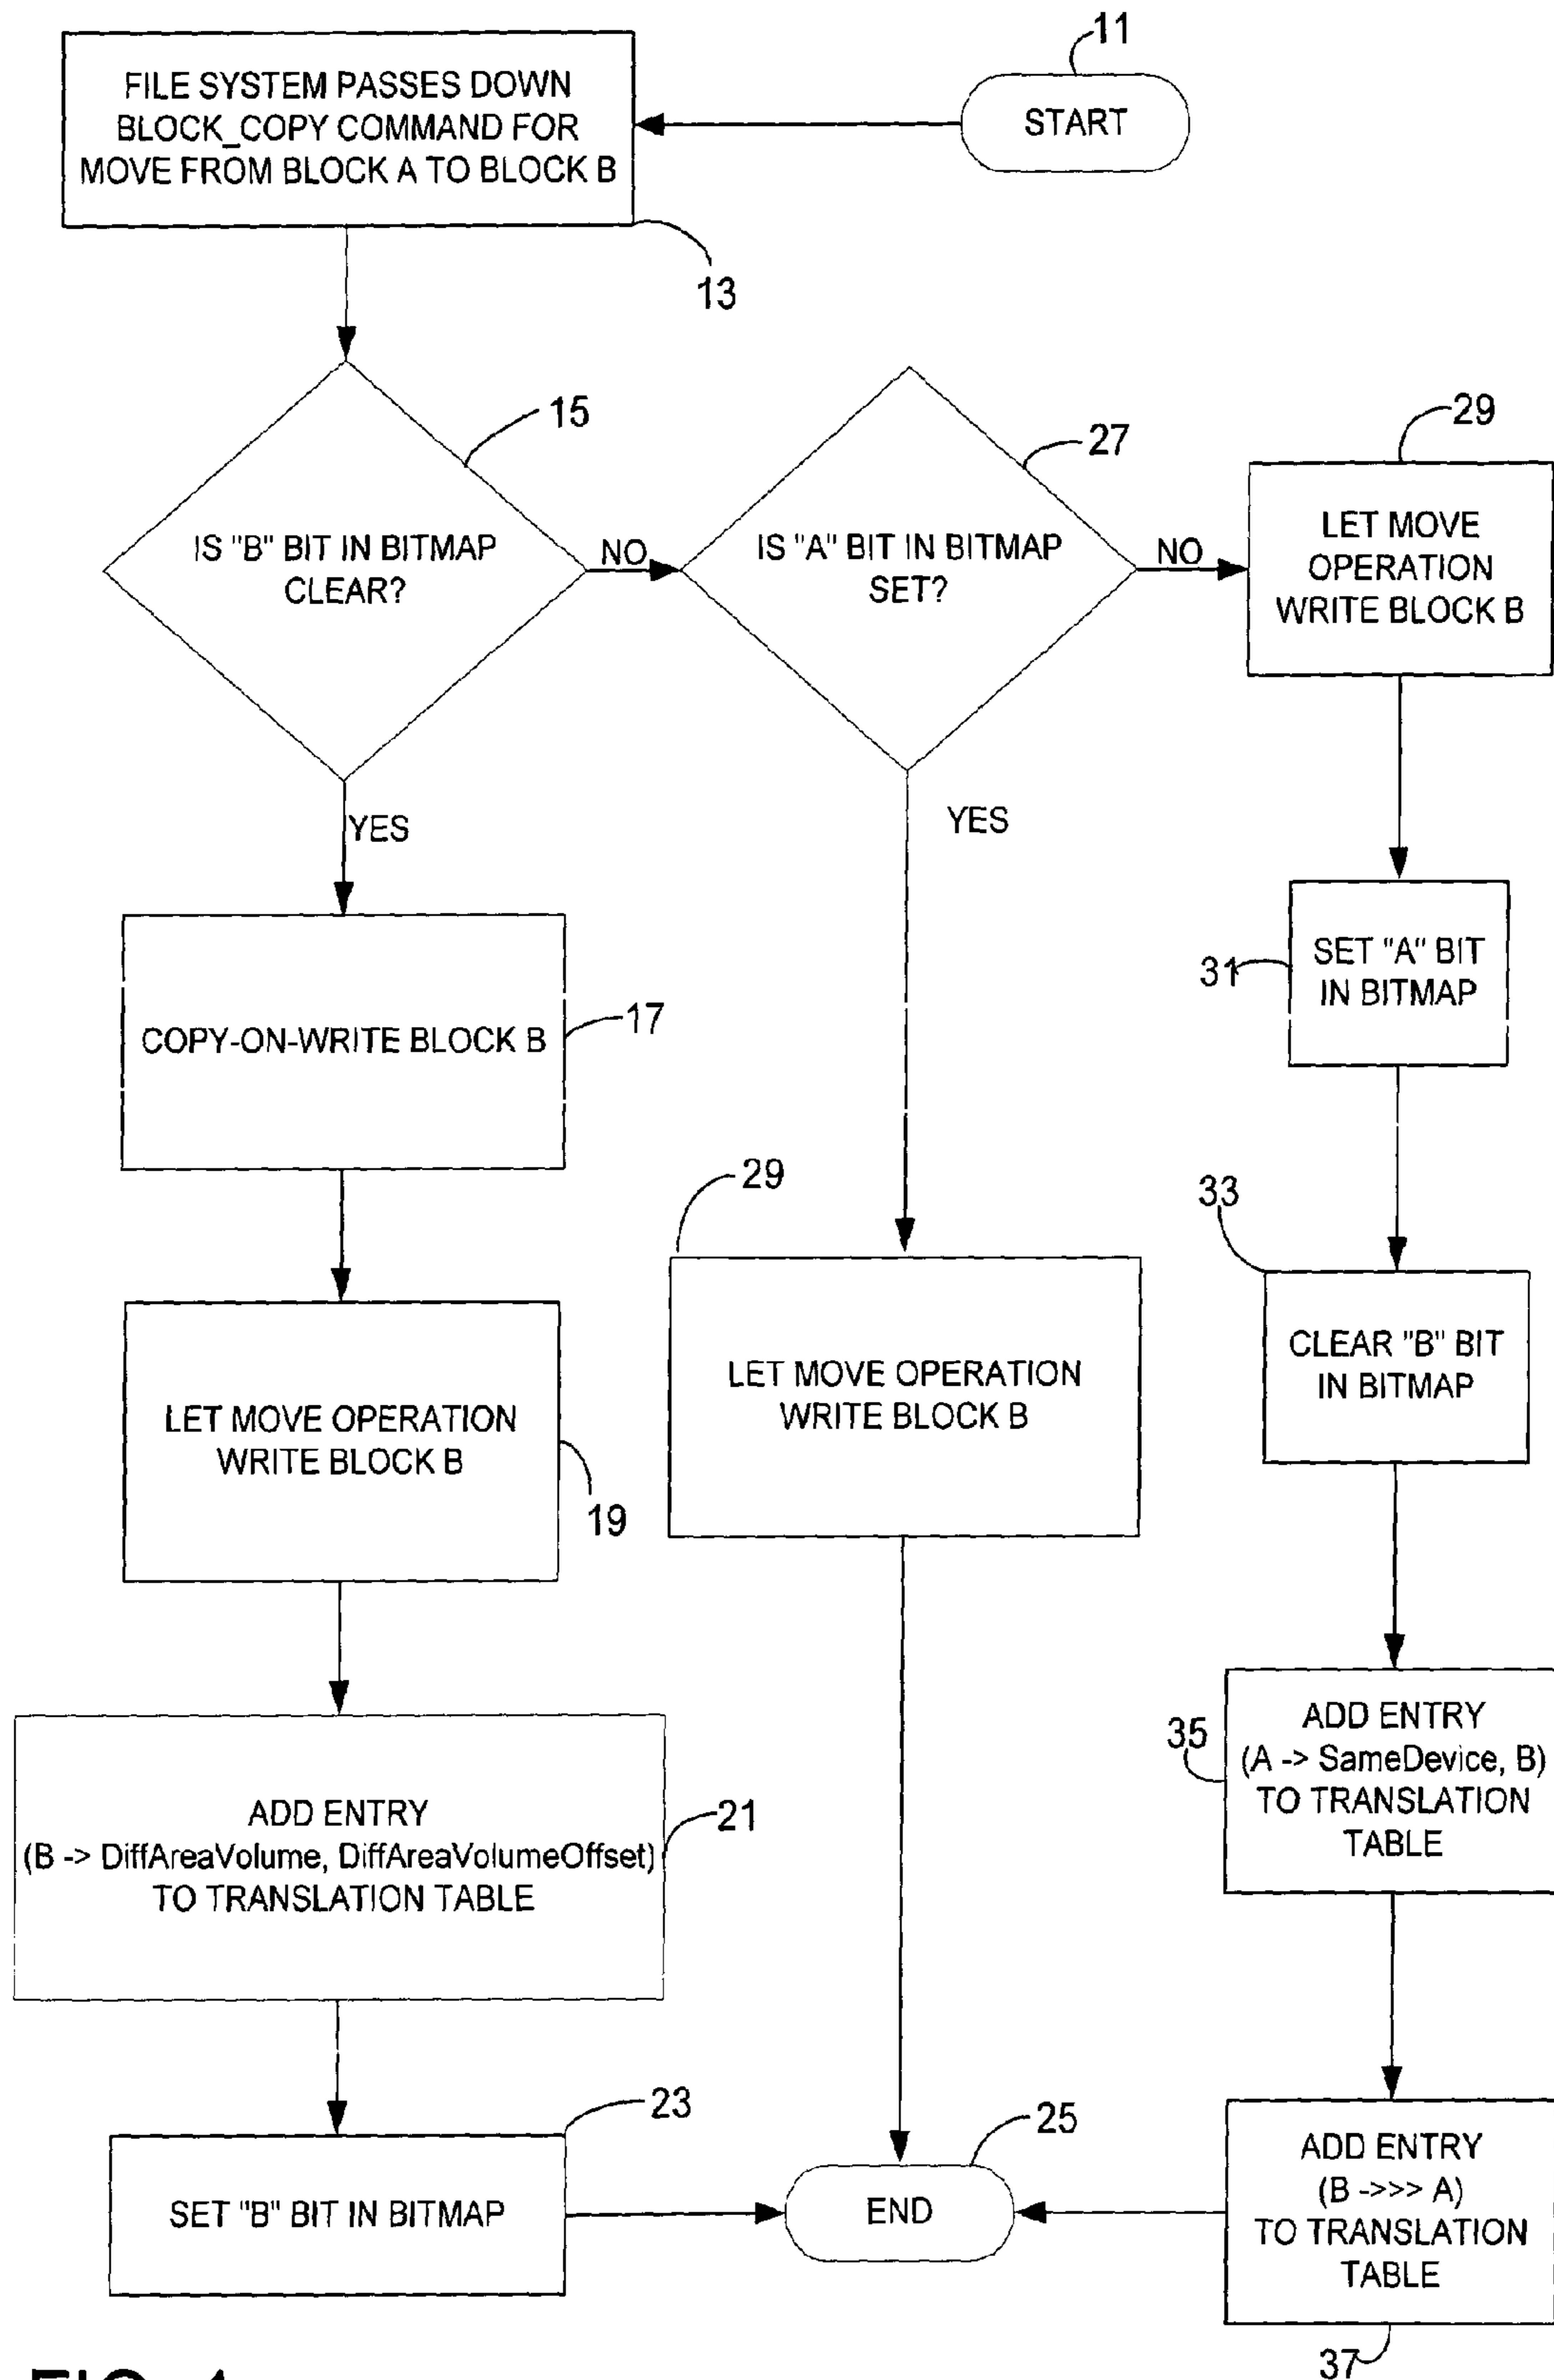 11
START
FILE SYSTEM PASSES DOWN
BLOCK_COPY COMMAND FOR
MOVE FROM BLOCK A TO BLOCK B
13
15
IS "B" BIT IN BITMAP
CLEAR?
NO
27
IS "A" BIT IN BITMAP
SET?
NO
29
LET MOVE
OPERATION
WRITE BLOCK B
YES
YES
COPY-ON-WRITE BLOCK B
17
31
SET "A" BIT
IN BITMAP
29
LET MOVE OPERATION
WRITE BLOCK B
33
CLEAR "B" BIT
IN BITMAP
LET MOVE OPERATION
WRITE BLOCK B
19
35
ADD ENTRY
(A -> SameDevice, B)
TO TRANSLATION
TABLE
ADD ENTRY
(B -> DiffAreaVolume, DiffAreaVolumeOffset)
TO TRANSLATION TABLE
21
23
SET "B" BIT IN BITMAP
25
END
ADD ENTRY
(B ->>> A)
TO TRANSLATION
TABLE
37